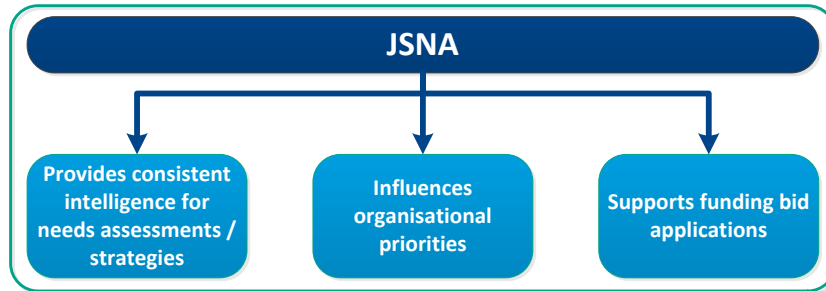 JSNA
Provides consistent
intelligence for
needs assessments /
strategies
Influences
organisational
priorities
Supports funding bid
applications